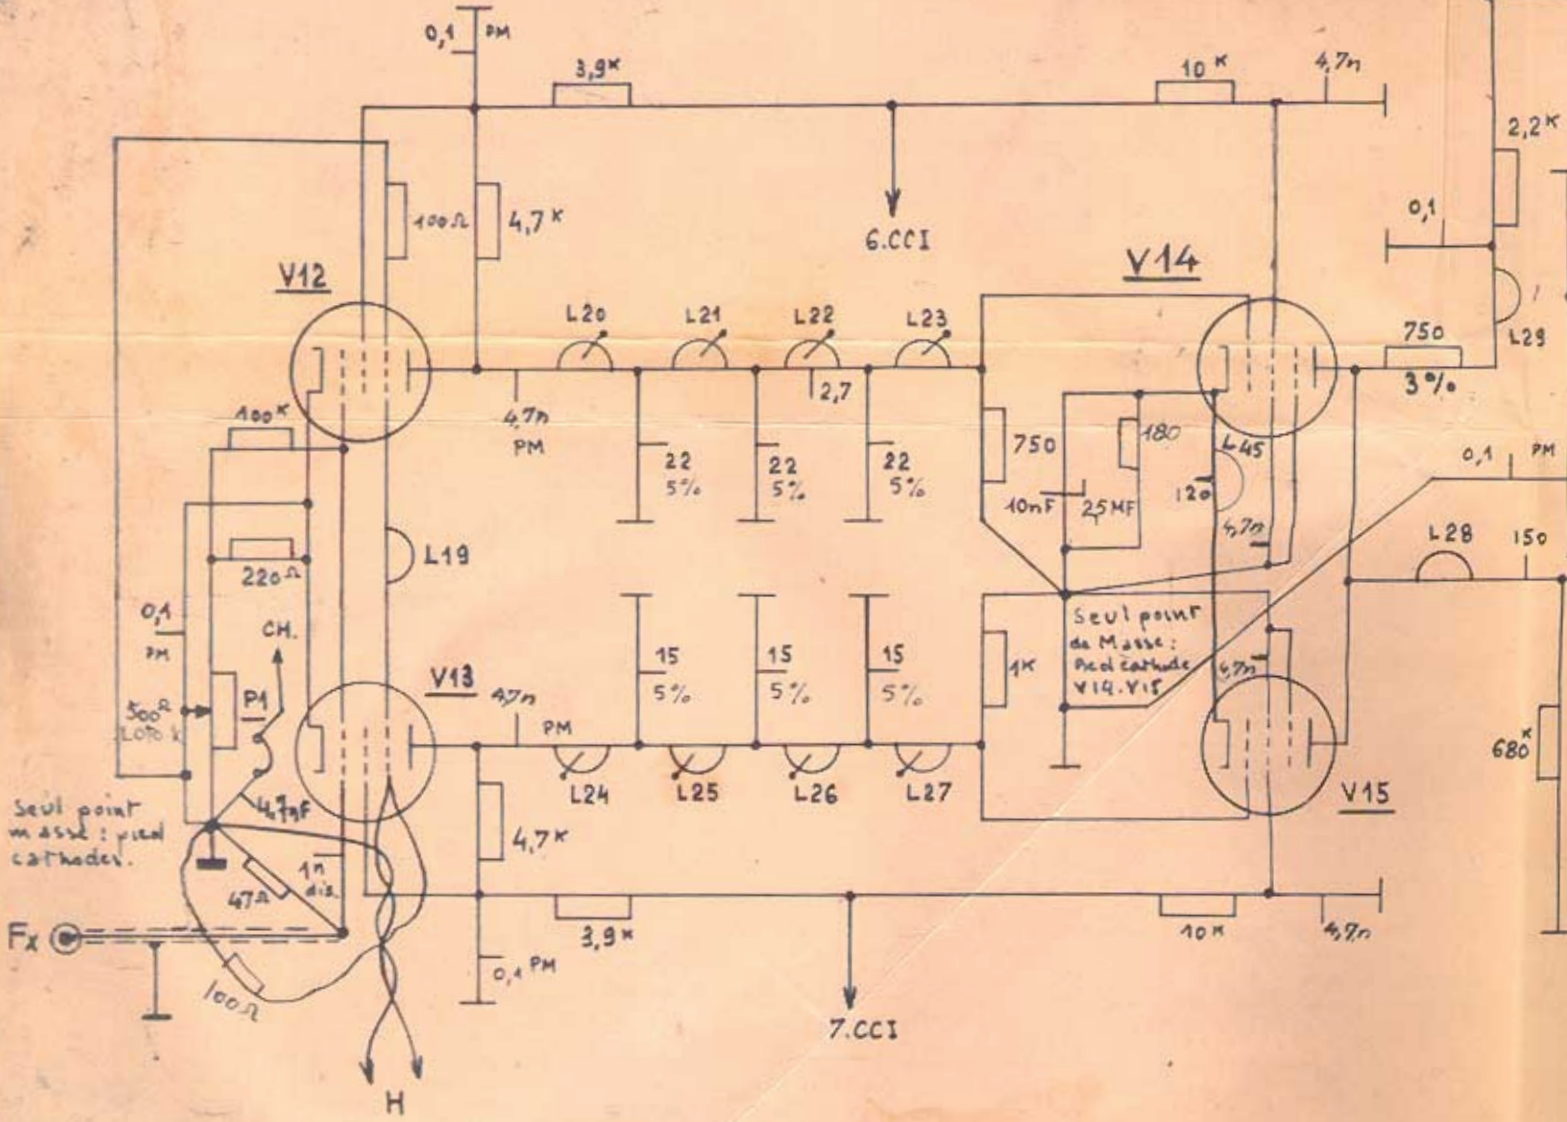 0,1 PM
3,9K
10K
4,7n
2,2K
100Ω
4,7K
0,1
6.CCI
V12
V14
L20
L21
L22
L23
750
3%
L29
4,7n
PM
2,7
100K
22
5%
22
5%
22
5%
750
180
L45
0,1 PM
10nF
25MF
120
4,7n
L28
150
L19
220Ω
0,1
PM
CH.
15
5%
15
5%
15
5%
1K
Seul point
de Masse:
Pied cathode
V14.V15
4,7n
V13
4,7n
PM
500Ω
P1
680K
L24
L25
L26
L27
V15
Seul point
masse: pied
cathodes.
4,7nF
4,7K
1n
dis.
47Ω
Fx
3,9K
10K
4,7n
0,1 PM
100Ω
7.CCI
H